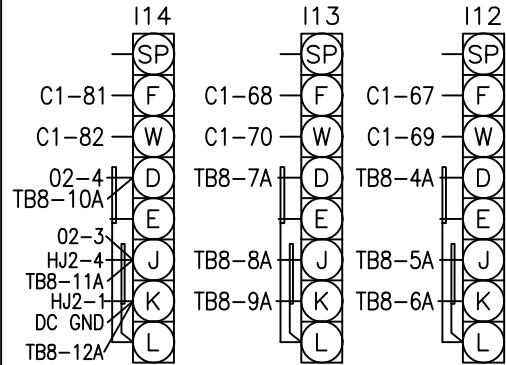 I14 I13 I12
SP SP SP
C1-81 F C1-68 F C1-67 F
C1-82 W C1-70 W C1-69 W
02-4 D TB8-7A D TB8-4A D
TB8-10A
E E E
02-3
HJ2-4 J TB8-8A J TB8-5A J
TB8-11A
HJ2-1 K TB8-9A K TB8-6A K
DC GND
TB8-12A L L L